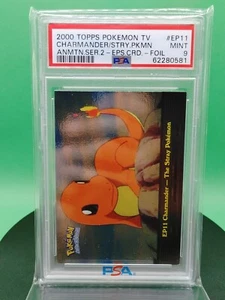 2000 TOPPS POKEMON TV #EP11
CHARMANDER/STRY.PKMN MINT
ANMTN.SER.2 - EPS CRD. - FOIL 9
PSA 62280581
Pokémon
EP11 Charmander — The Stray Pokémon
PSA